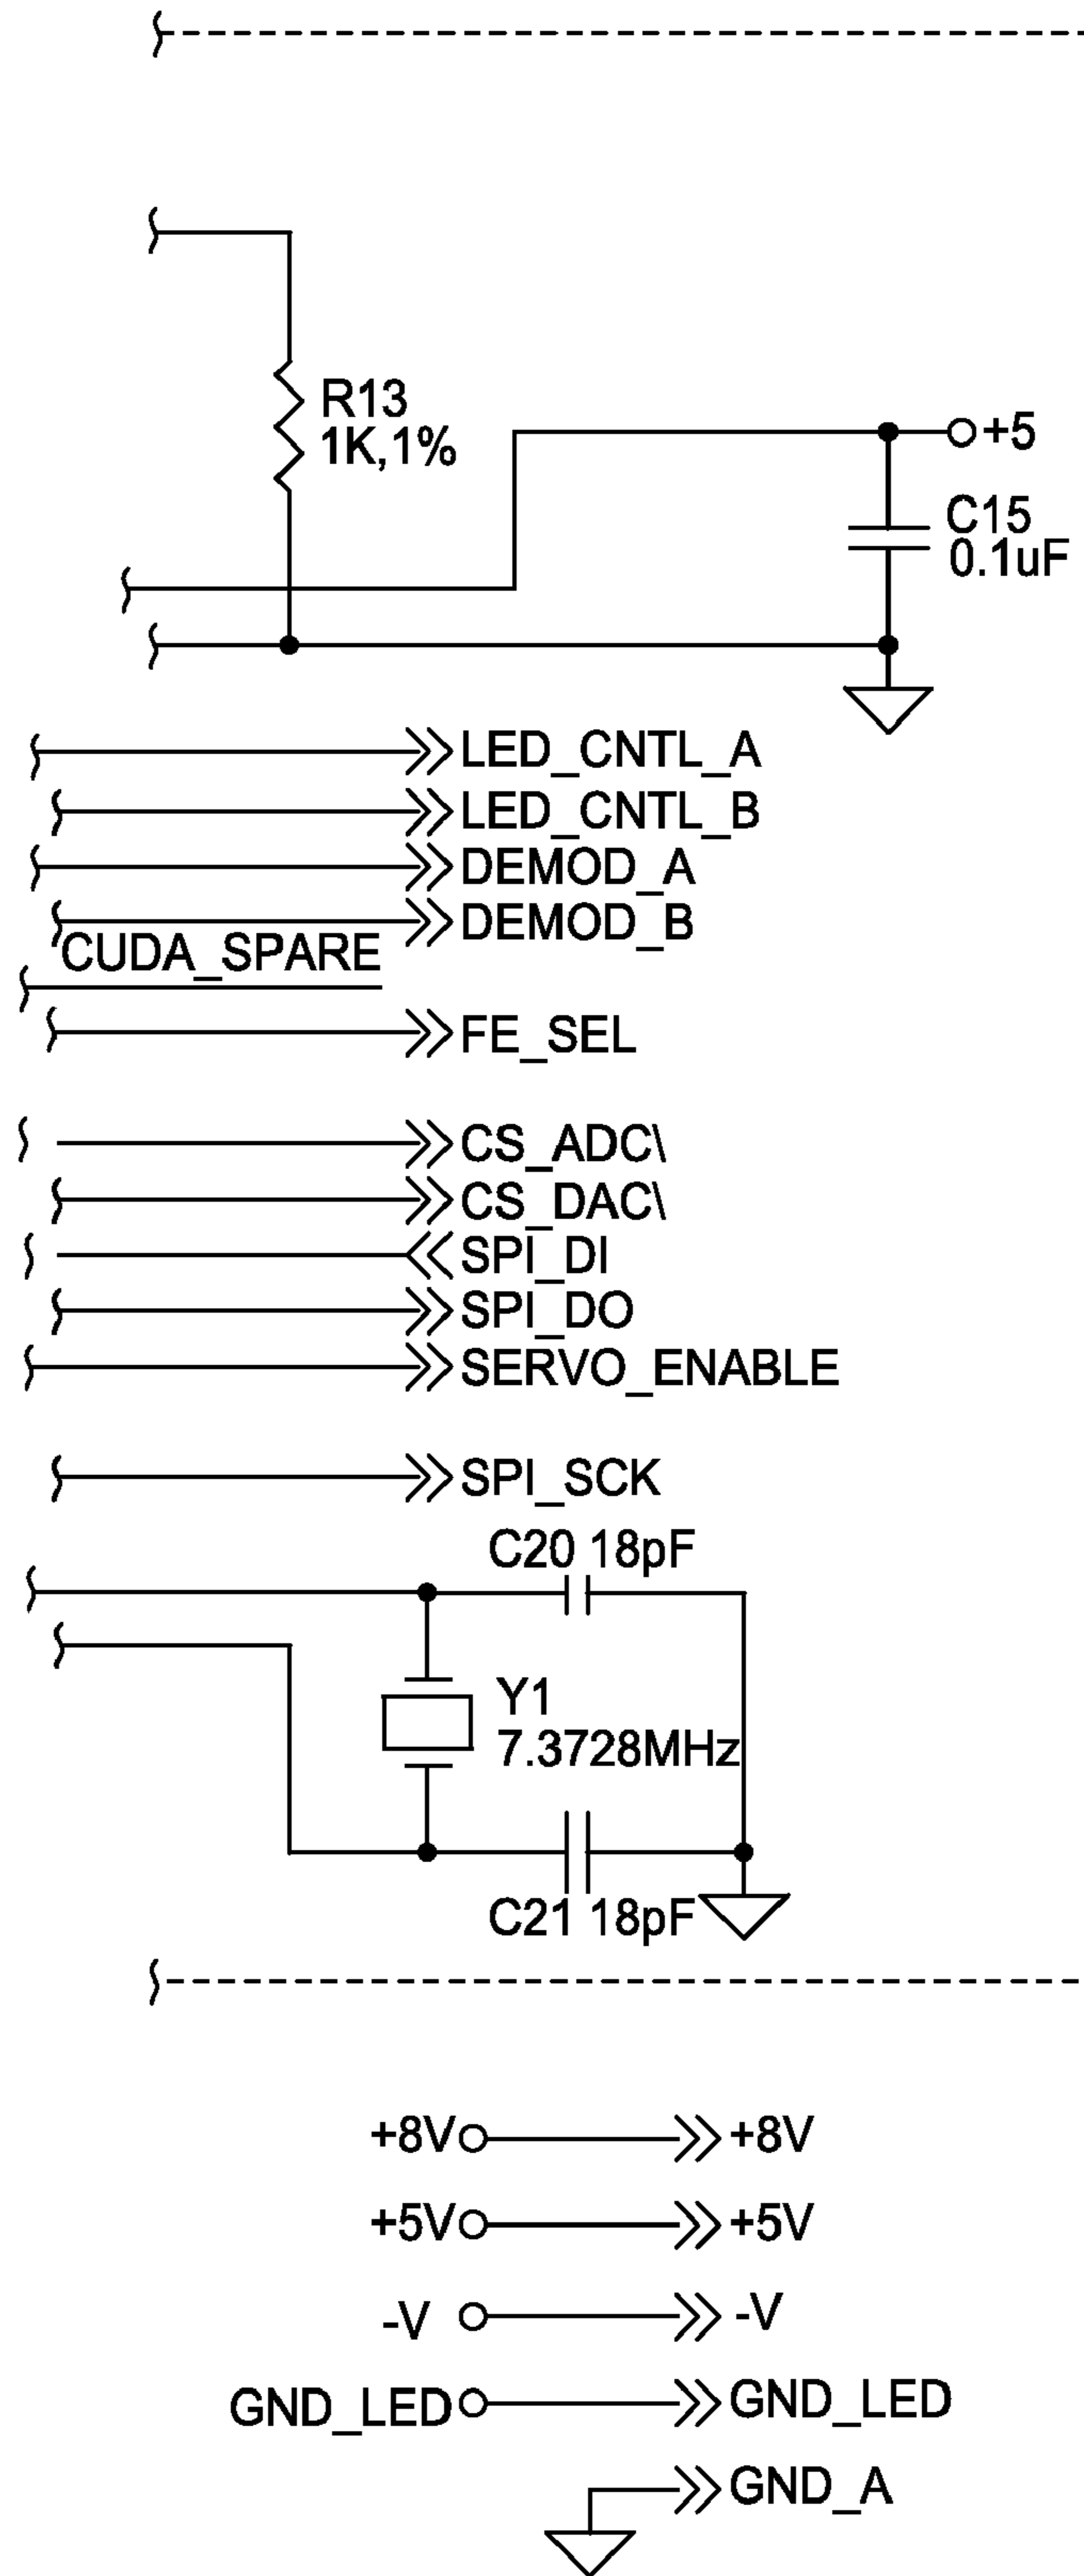 R13
1K,1%
+5
C15
0.1uF
LED_CNTL_A
LED_CNTL_B
DEMOD_A
DEMOD_B
CUDA_SPARE
FE_SEL
CS_ADC\
CS_DAC\
SPI_DI
SPI_DO
SERVO_ENABLE
SPI_SCK
C20 18pF
Y1
7.3728MHz
C21 18pF
+8V +8V
+5V +5V
-V -V
GND_LED GND_LED
GND_A